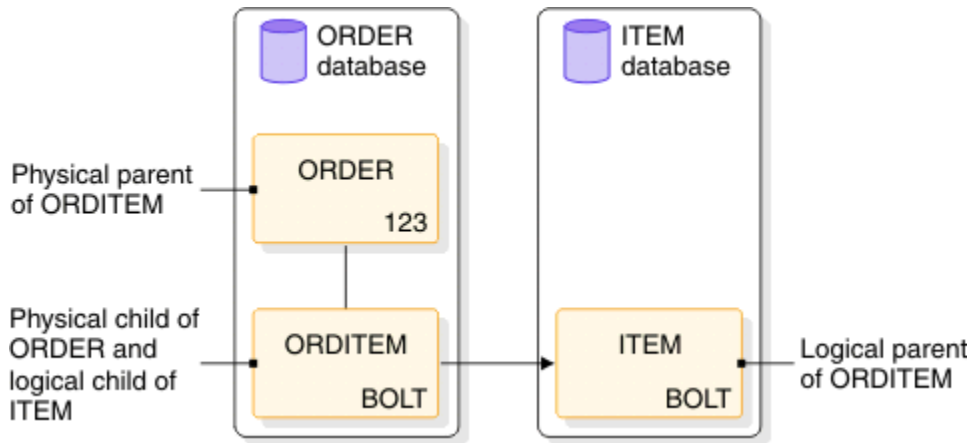 ORDER
database
ITEM
database
Physical parent
of ORDITEM
ORDER
123
Physical child of
ORDER and
logical child of
ITEM
ORDITEM
BOLT
ITEM
BOLT
Logical parent
of ORDITEM